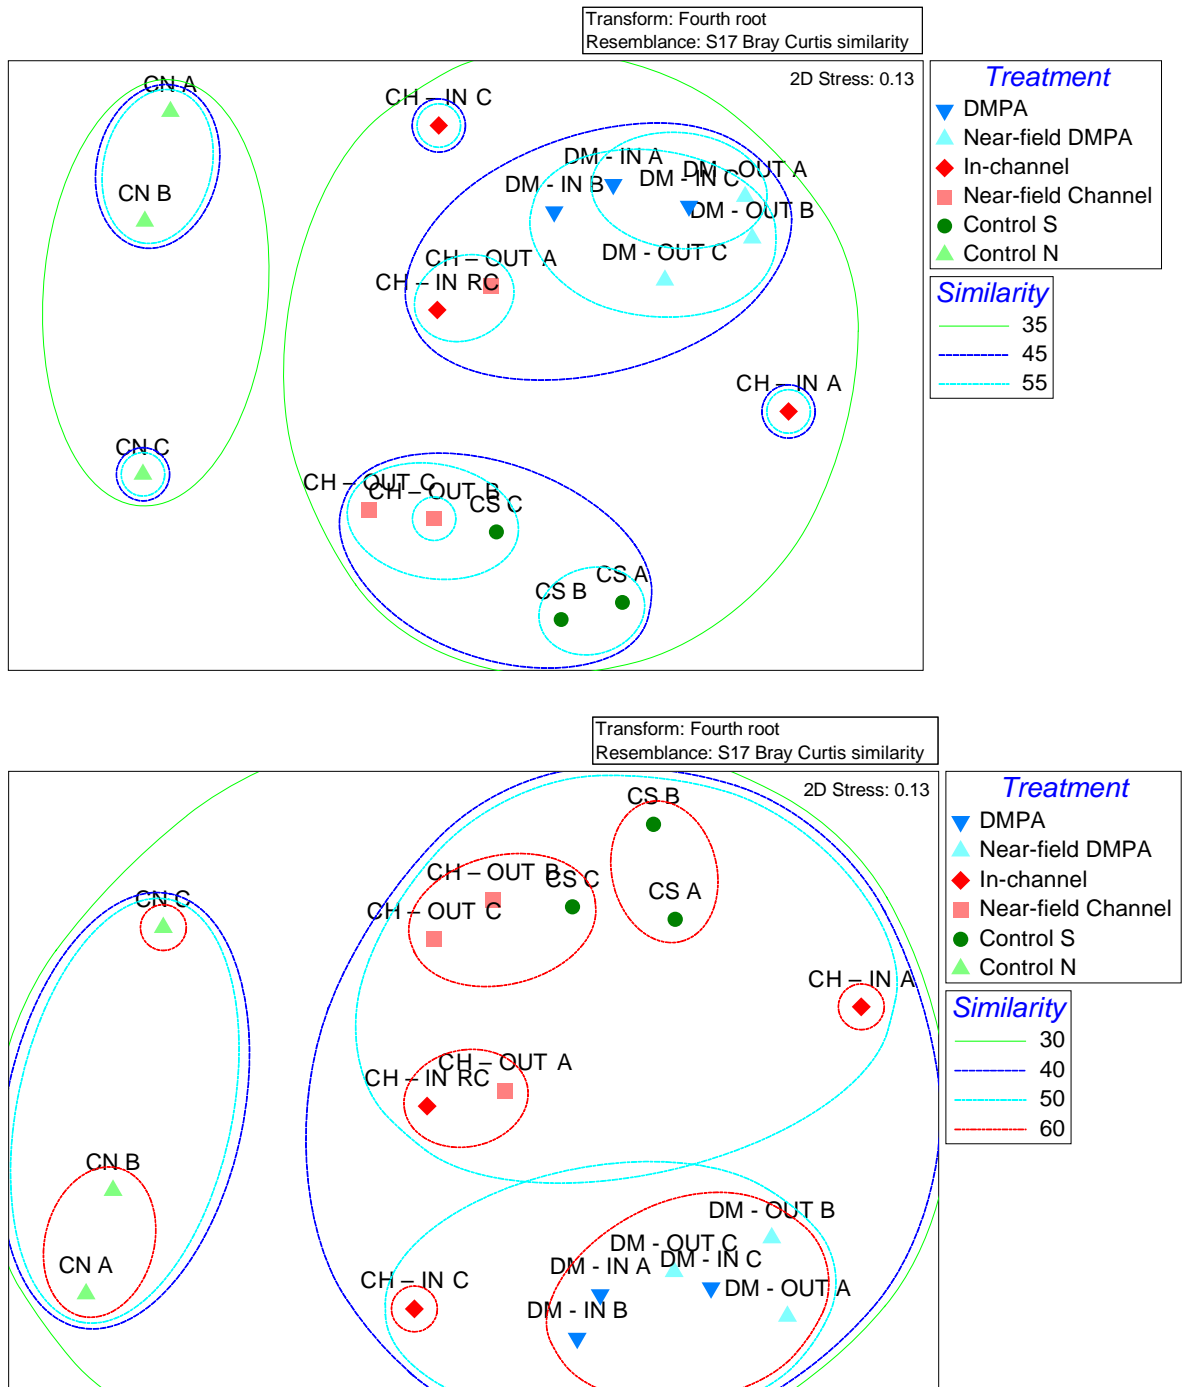 Transform: Fourth root
Resemblance: S17 Bray Curtis similarity
2D Stress: 0.13
CN A
CN B
CN C
CH – IN C
DM - IN A
DM - OUT A
DM - IN B
DM - IN C
DM - OUT B
DM - OUT C
CH – OUT A
CH – IN RC
CH – IN A
CH – OUT C
CH – OUT B
CS C
CS A
CS B
Treatment
DMPA
Near-field DMPA
In-channel
Near-field Channel
Control S
Control N
Similarity
35
45
55
Transform: Fourth root
Resemblance: S17 Bray Curtis similarity
2D Stress: 0.13
CS B
CH – OUT B
CS C
CS A
CN C
CH – OUT C
CH – IN A
CH – OUT A
CH – IN RC
CN B
DM - OUT B
DM - OUT C
DM - IN C
DM - IN A
CN A
CH – IN C
DM - OUT A
DM - IN B
Treatment
DMPA
Near-field DMPA
In-channel
Near-field Channel
Control S
Control N
Similarity
30
40
50
60